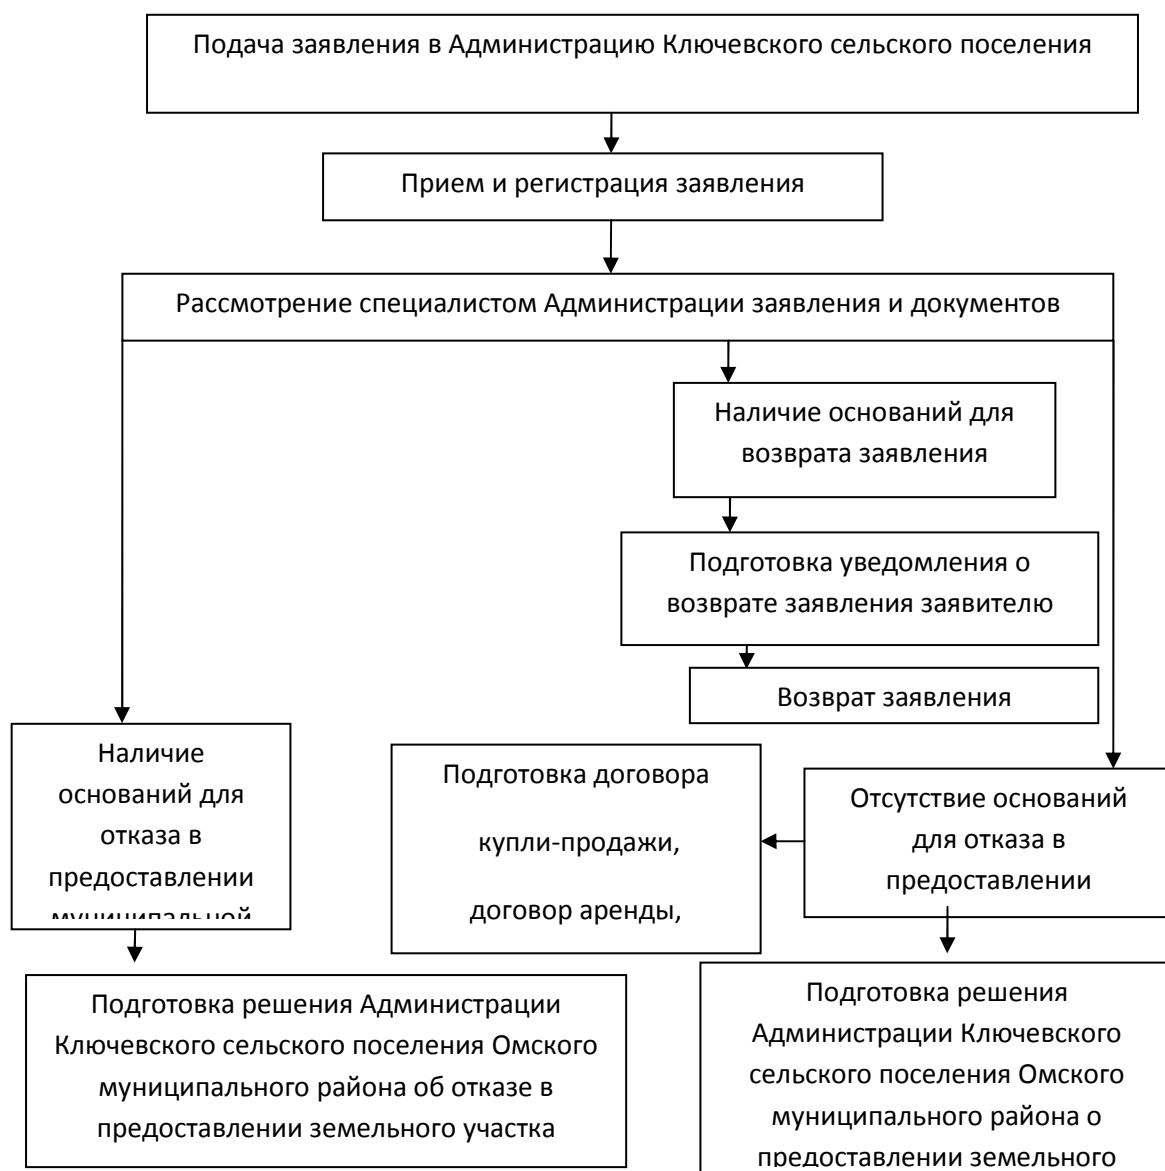 Подача заявления в Администрацию Ключевского сельского поселения
Прием и регистрация заявления
Рассмотрение специалистом Администрации заявления и документов
Наличие оснований для
возврата заявления
Подготовка уведомления о
возврате заявления заявителю
Возврат заявления
Наличие
оснований для
отказа в
предоставлении
муниципальной
Подготовка договора
купли-продажи,
договор аренды,
Отсутствие оснований
для отказа в
предоставлении
Подготовка решения Администрации
Ключевского сельского поселения Омского
муниципального района об отказе в
предоставлении земельного участка
Подготовка решения
Администрации Ключевского
сельского поселения Омского
муниципального района о
предоставлении земельного